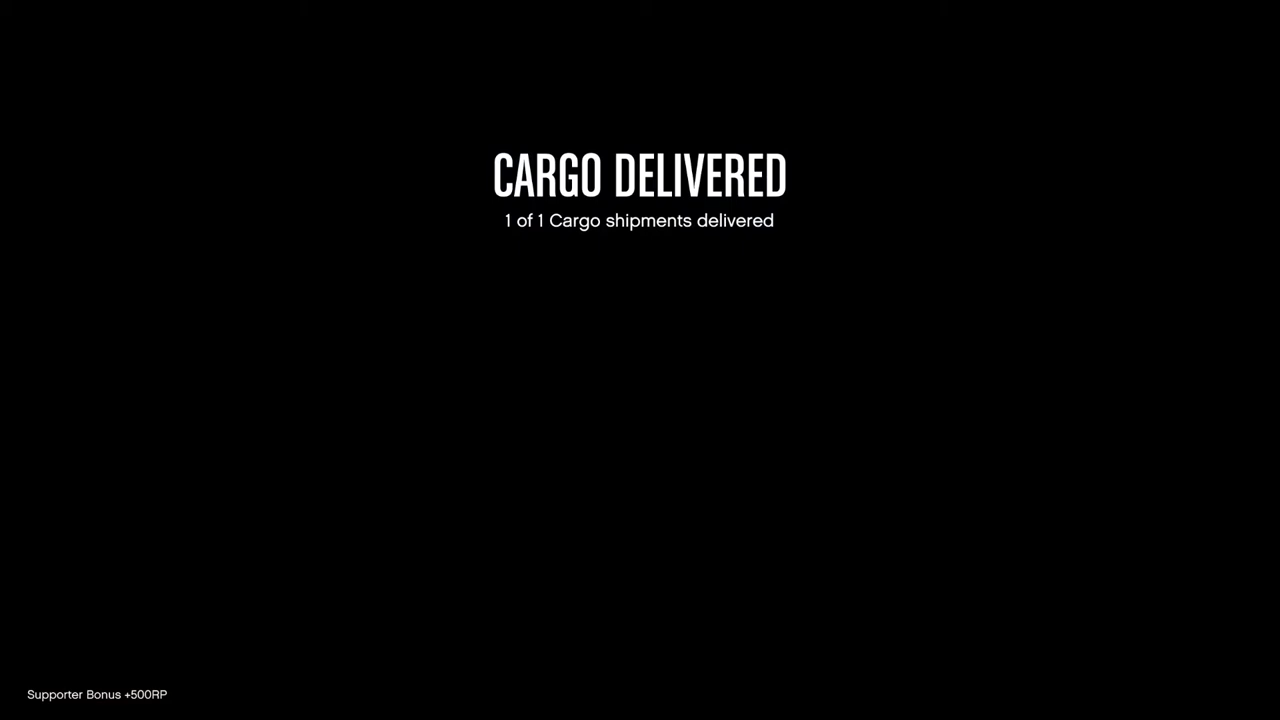 CARGO DELIVERED
1 of 1 Cargo shipments delivered
Supporter Bonus +500RP